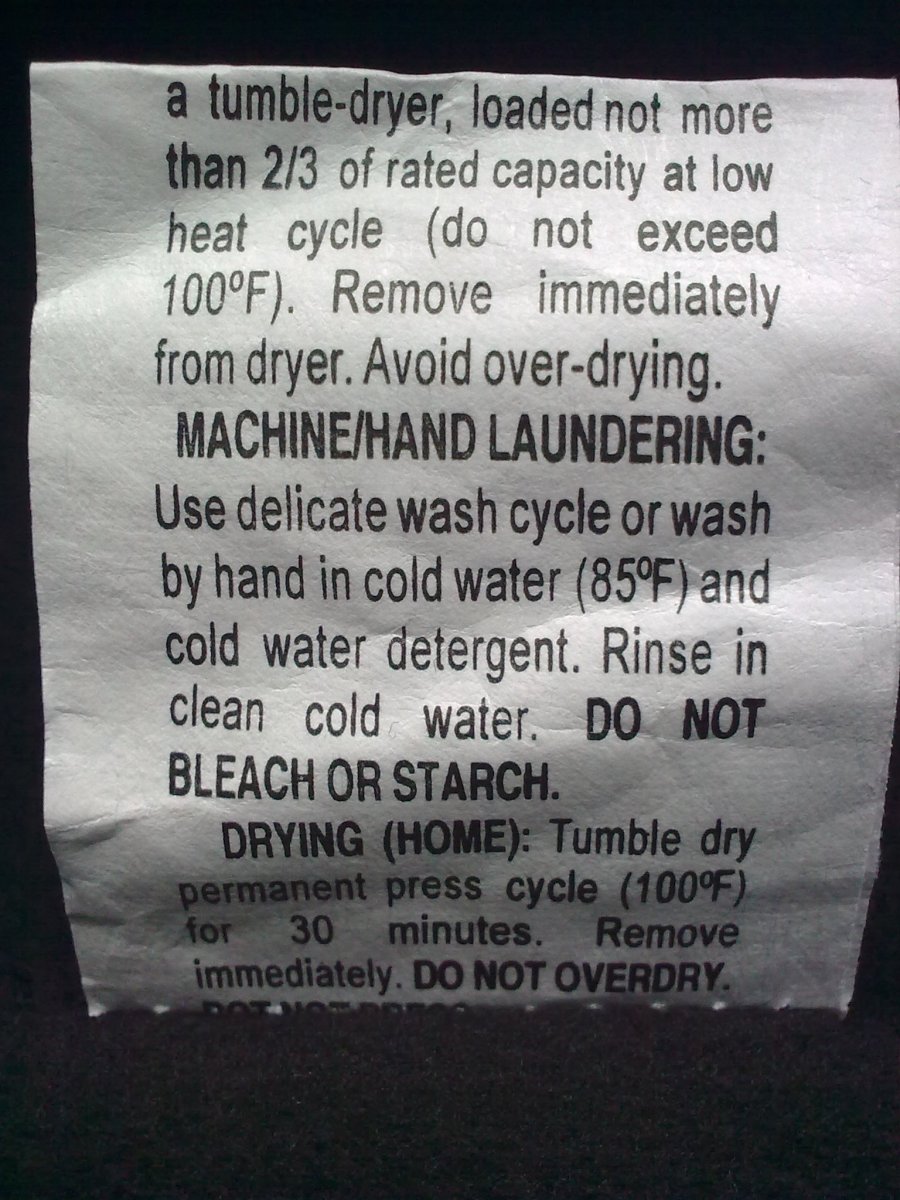 a tumble-dryer, loaded not more
than 2/3 of rated capacity at low
heat cycle (do not exceed
100ºF). Remove immediately
from dryer. Avoid over-drying.
MACHINE/HAND LAUNDERING:
Use delicate wash cycle or wash
by hand in cold water (85ºF) and
cold water detergent. Rinse in
clean cold water. DO NOT
BLEACH OR STARCH.
DRYING (HOME): Tumble dry
permanent press cycle (100ºF)
for 30 minutes. Remove
immediately. DO NOT OVERDRY.